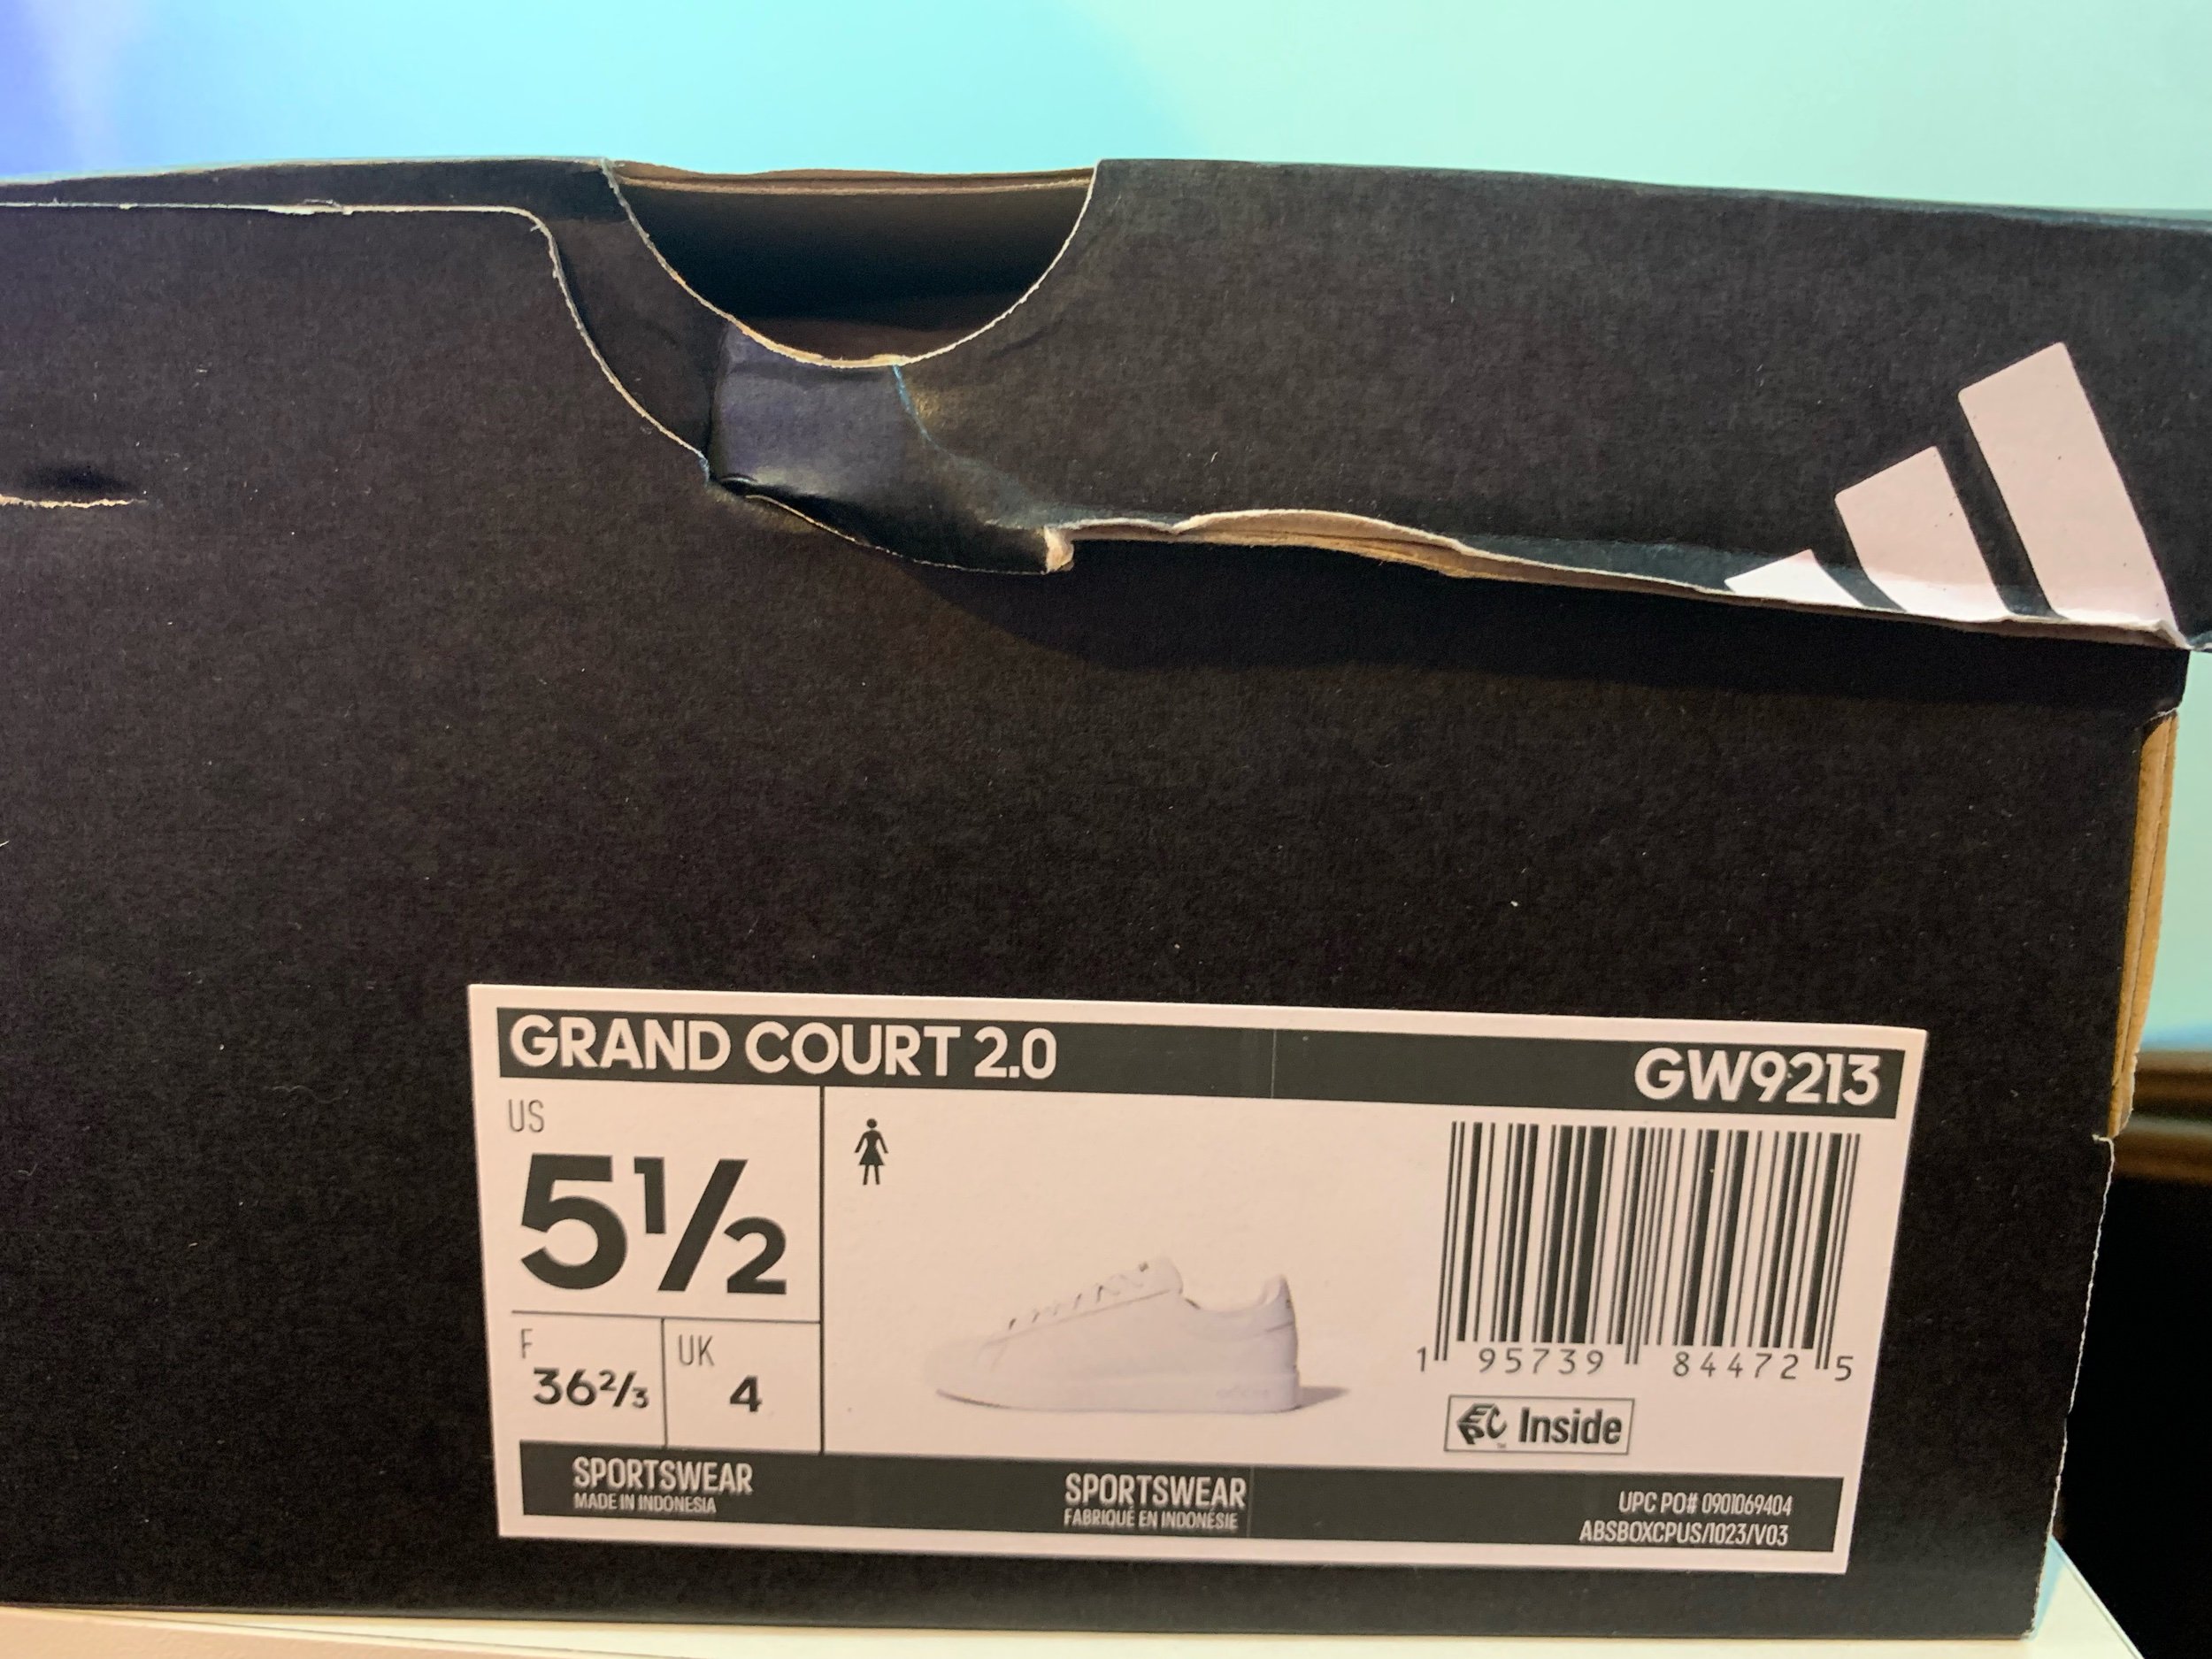 GRAND COURT 2.0
GW9213
US
5½
F
36⅔
UK
4
1 95739 84472 5
EPC Inside
SPORTSWEAR
MADE IN INDONESIA
SPORTSWEAR
FABRIQUÉ EN INDONÉSIE
UPC PO# 0901069404
ABSBOXCPUS/1023/V03